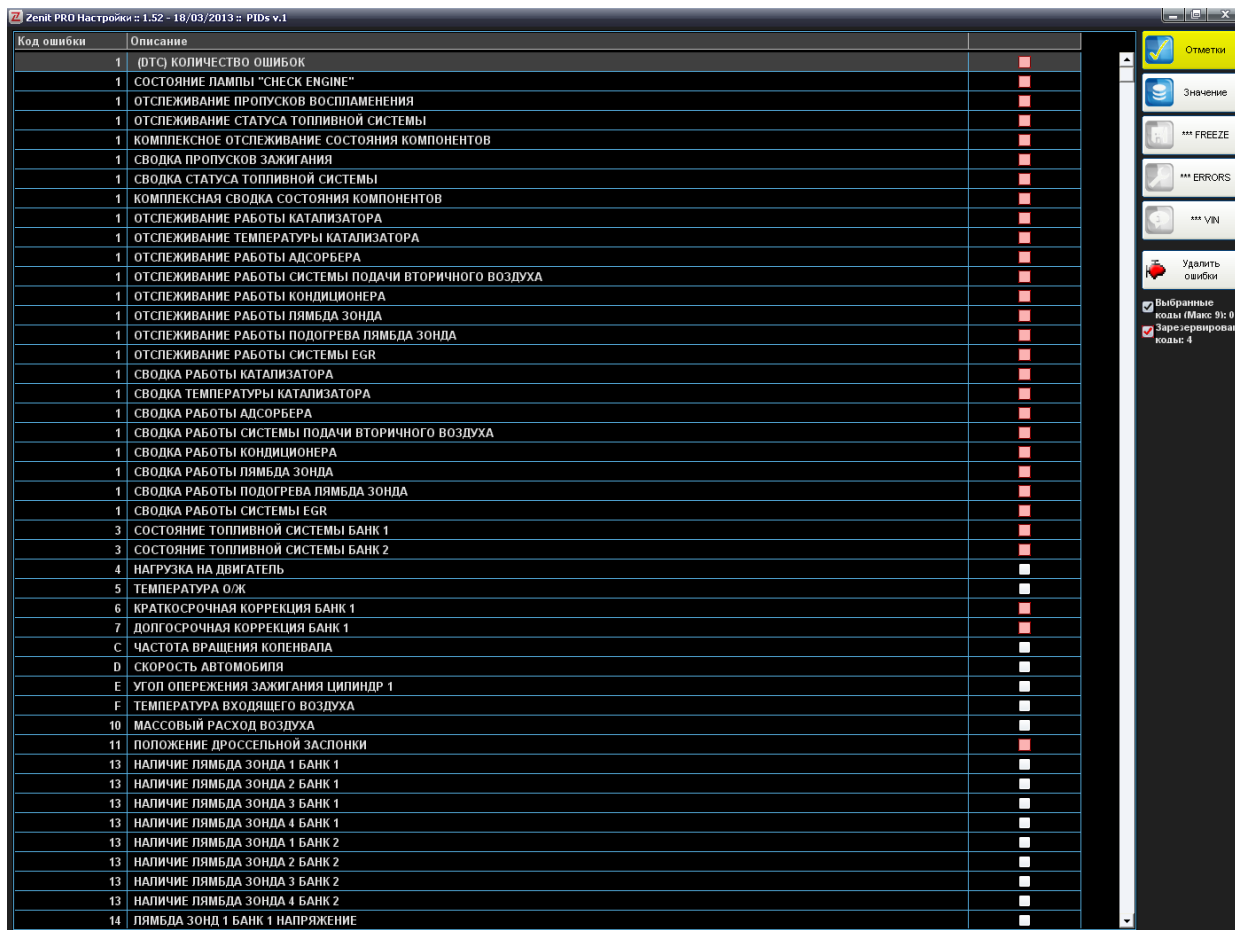 Zenit PRO Настройки :: 1.52 - 18/03/2013 :: PIDs v.1
Код ошибки Описание
1 (DTC) КОЛИЧЕСТВО ОШИБОК
1 СОСТОЯНИЕ ЛАМПЫ "CHECK ENGINE"
1 ОТСЛЕЖИВАНИЕ ПРОПУСКОВ ВОСПЛАМЕНЕНИЯ
1 ОТСЛЕЖИВАНИЕ СТАТУСА ТОПЛИВНОЙ СИСТЕМЫ
1 КОМПЛЕКСНОЕ ОТСЛЕЖИВАНИЕ СОСТОЯНИЯ КОМПОНЕНТОВ
1 СВОДКА ПРОПУСКОВ ЗАЖИГАНИЯ
1 СВОДКА СТАТУСА ТОПЛИВНОЙ СИСТЕМЫ
1 КОМПЛЕКСНАЯ СВОДКА СОСТОЯНИЯ КОМПОНЕНТОВ
1 ОТСЛЕЖИВАНИЕ РАБОТЫ КАТАЛИЗАТОРА
1 ОТСЛЕЖИВАНИЕ ТЕМПЕРАТУРЫ КАТАЛИЗАТОРА
1 ОТСЛЕЖИВАНИЕ РАБОТЫ АДСОРБЕРА
1 ОТСЛЕЖИВАНИЕ РАБОТЫ СИСТЕМЫ ПОДАЧИ ВТОРИЧНОГО ВОЗДУХА
1 ОТСЛЕЖИВАНИЕ РАБОТЫ КОНДИЦИОНЕРА
1 ОТСЛЕЖИВАНИЕ РАБОТЫ ЛЯМБДА ЗОНДА
1 ОТСЛЕЖИВАНИЕ РАБОТЫ ПОДОГРЕВА ЛЯМБДА ЗОНДА
1 ОТСЛЕЖИВАНИЕ РАБОТЫ СИСТЕМЫ EGR
1 СВОДКА РАБОТЫ КАТАЛИЗАТОРА
1 СВОДКА ТЕМПЕРАТУРЫ КАТАЛИЗАТОРА
1 СВОДКА РАБОТЫ АДСОРБЕРА
1 СВОДКА РАБОТЫ СИСТЕМЫ ПОДАЧИ ВТОРИЧНОГО ВОЗДУХА
1 СВОДКА РАБОТЫ КОНДИЦИОНЕРА
1 СВОДКА РАБОТЫ ЛЯМБДА ЗОНДА
1 СВОДКА РАБОТЫ ПОДОГРЕВА ЛЯМБДА ЗОНДА
1 СВОДКА РАБОТЫ СИСТЕМЫ EGR
3 СОСТОЯНИЕ ТОПЛИВНОЙ СИСТЕМЫ БАНК 1
3 СОСТОЯНИЕ ТОПЛИВНОЙ СИСТЕМЫ БАНК 2
4 НАГРУЗКА НА ДВИГАТЕЛЬ
5 ТЕМПЕРАТУРА О/Ж
6 КРАТКОСРОЧНАЯ КОРРЕКЦИЯ БАНК 1
7 ДОЛГОСРОЧНАЯ КОРРЕКЦИЯ БАНК 1
C ЧАСТОТА ВРАЩЕНИЯ КОЛЕНВАЛА
D СКОРОСТЬ АВТОМОБИЛЯ
E УГОЛ ОПЕРЕЖЕНИЯ ЗАЖИГАНИЯ ЦИЛИНДР 1
F ТЕМПЕРАТУРА ВХОДЯЩЕГО ВОЗДУХА
10 МАССОВЫЙ РАСХОД ВОЗДУХА
11 ПОЛОЖЕНИЕ ДРОССЕЛЬНОЙ ЗАСЛОНКИ
13 НАЛИЧИЕ ЛЯМБДА ЗОНДА 1 БАНК 1
13 НАЛИЧИЕ ЛЯМБДА ЗОНДА 2 БАНК 1
13 НАЛИЧИЕ ЛЯМБДА ЗОНДА 3 БАНК 1
13 НАЛИЧИЕ ЛЯМБДА ЗОНДА 4 БАНК 1
13 НАЛИЧИЕ ЛЯМБДА ЗОНДА 1 БАНК 2
13 НАЛИЧИЕ ЛЯМБДА ЗОНДА 2 БАНК 2
13 НАЛИЧИЕ ЛЯМБДА ЗОНДА 3 БАНК 2
13 НАЛИЧИЕ ЛЯМБДА ЗОНДА 4 БАНК 2
14 ЛЯМБДА ЗОНД 1 БАНК 1 НАПРЯЖЕНИЕ
Отметки
Значение
*** FREEZE
*** ERRORS
*** VIN
Удалить
ошибки
Выбранные
коды (Макс 9): 0
Зарезервирован
коды: 4